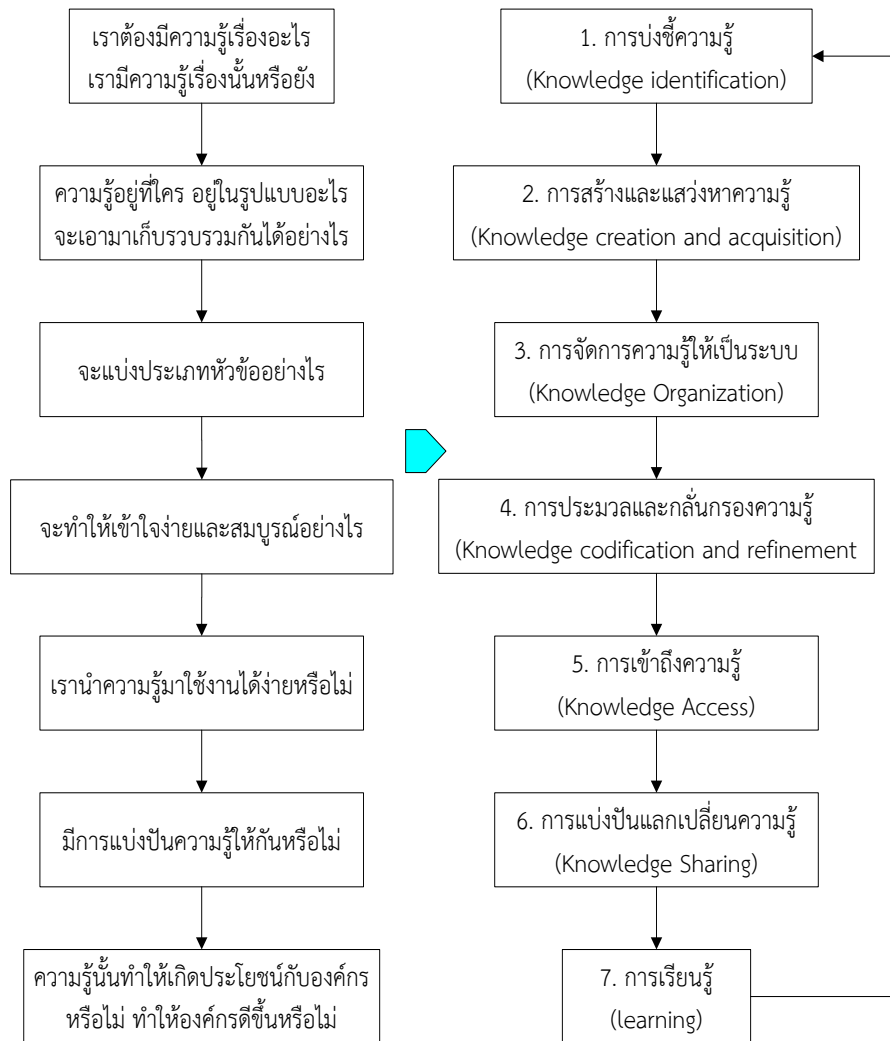 เราต้องมีความรู้เรื่องอะไร
เรามีความรู้เรื่องนั้นหรือยัง
ความรู้อยู่ที่ใคร อยู่ในรูปแบบอะไร
จะเอามาเก็บรวบรวมกันได้อย่างไร
จะแบ่งประเภทหัวข้ออย่างไร
จะทำให้เข้าใจง่ายและสมบูรณ์อย่างไร
เรานำความรู้มาใช้งานได้ง่ายหรือไม่
มีการแบ่งปันความรู้ให้กันหรือไม่
ความรู้นั้นทำให้เกิดประโยชน์กับองค์กร
หรือไม่ ทำให้องค์กรดีขึ้นหรือไม่
1. การบ่งชี้ความรู้
(Knowledge identification)
2. การสร้างและแสวงหาความรู้
(Knowledge creation and acquisition)
3. การจัดการความรู้ให้เป็นระบบ
(Knowledge Organization)
4. การประมวลและกลั่นกรองความรู้
(Knowledge codification and refinement
5. การเข้าถึงความรู้
(Knowledge Access)
6. การแบ่งปันแลกเปลี่ยนความรู้
(Knowledge Sharing)
7. การเรียนรู้
(learning)